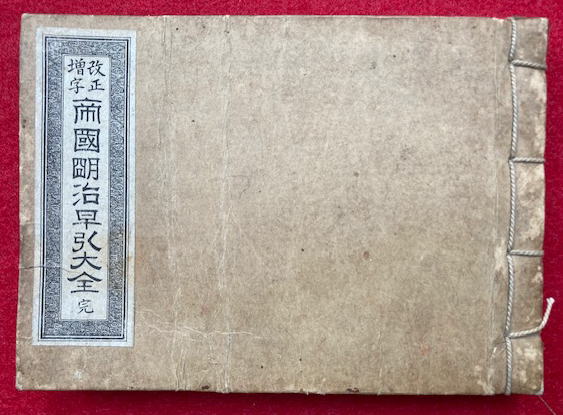 改正
増字
帝國明治早引大全
完